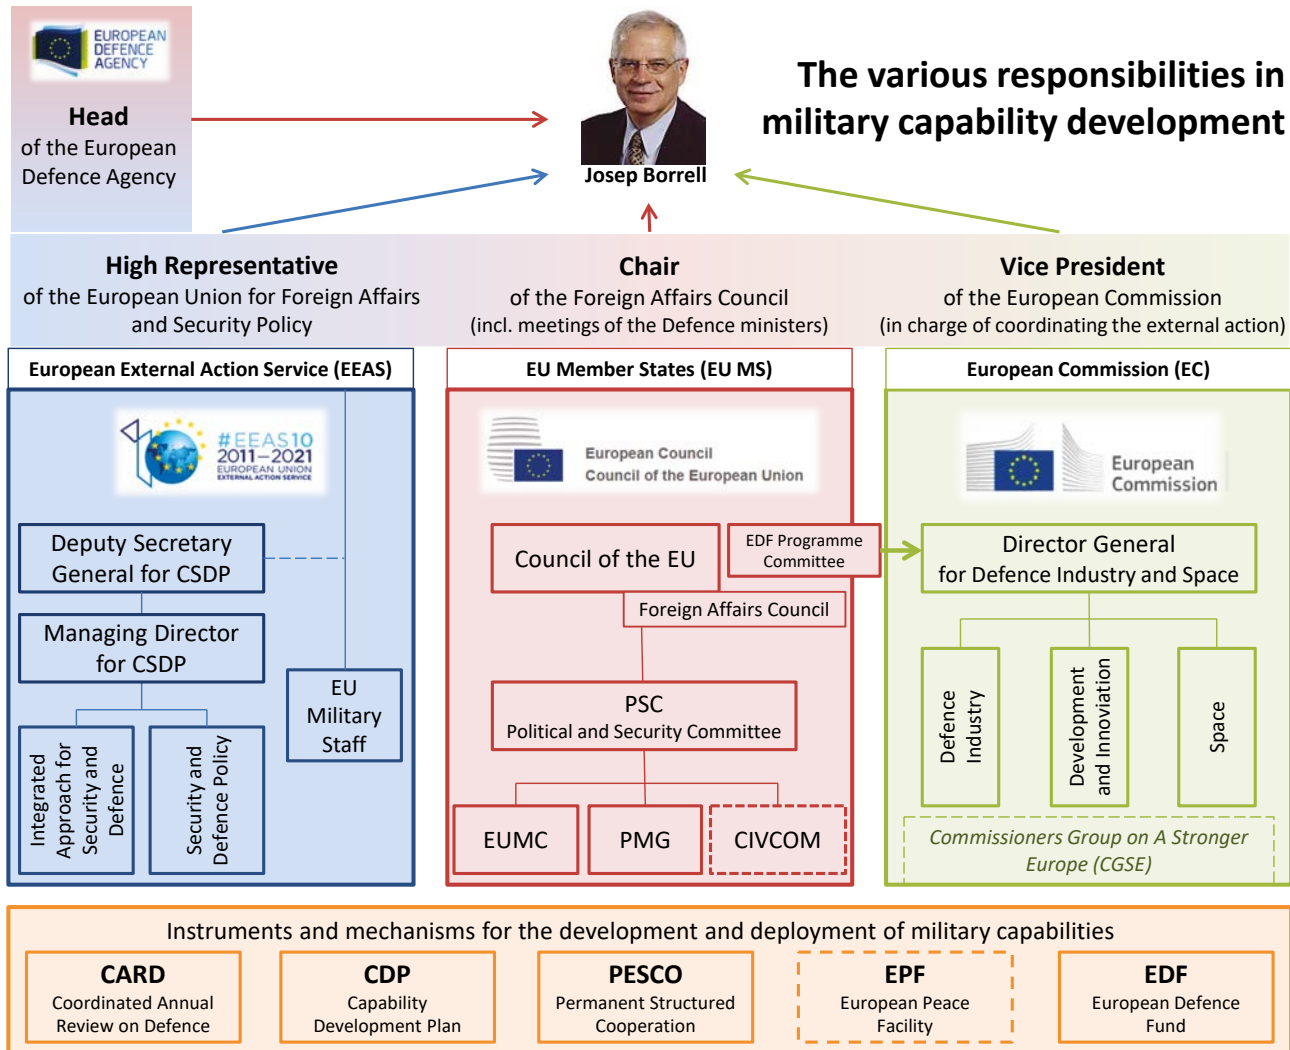 EUROPEAN
DEFENCE
AGENCY
Head
of the European
Defence Agency
Josep Borrell
The various responsibilities in
military capability development
High Representative
of the European Union for Foreign Affairs
and Security Policy
Chair
of the Foreign Affairs Council
(incl. meetings of the Defence ministers)
Vice President
of the European Commission
(in charge of coordinating the external action)
European External Action Service (EEAS)
#EEAS10
2011—2021
EUROPEAN UNION
EXTERNAL ACTION SERVICE
Deputy Secretary
General for CSDP
Managing Director
for CSDP
EU
Military
Staff
Integrated
Approach for
Security and
Defence
Security and
Defence Policy
EU Member States (EU MS)
European Council
Council of the European Union
Council of the EU
EDF Programme
Committee
Foreign Affairs Council
PSC
Political and Security Committee
EUMC
PMG
CIVCOM
European Commission (EC)
European
Commission
Director General
for Defence Industry and Space
Defence
Industry
Development
and Innoviation
Space
Commissioners Group on A Stronger
Europe (CGSE)
Instruments and mechanisms for the development and deployment of military capabilities
CARD
Coordinated Annual
Review on Defence
CDP
Capability
Development Plan
PESCO
Permanent Structured
Cooperation
EPF
European Peace
Facility
EDF
European Defence
Fund